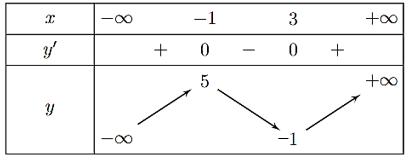 x −∞ −1 3 +∞
y′ + 0 − 0 +
5 +∞
y
−∞ −1